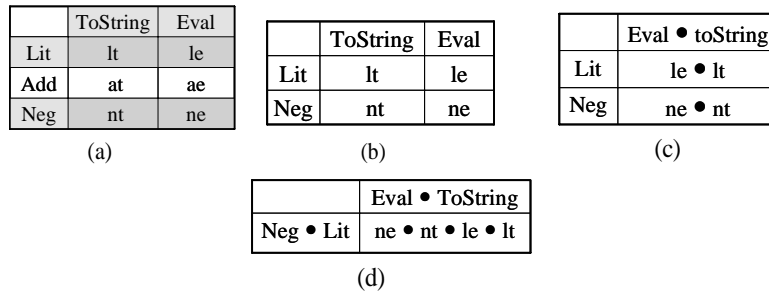 ToString Eval
Lit lt le
Add at ae
Neg nt ne
(a)
ToString Eval
Lit lt le
Neg nt ne
(b)
Eval ● toString
Lit le ● lt
Neg ne ● nt
(c)
Eval ● ToString
Neg ● Lit ne ● nt ● le ● lt
(d)